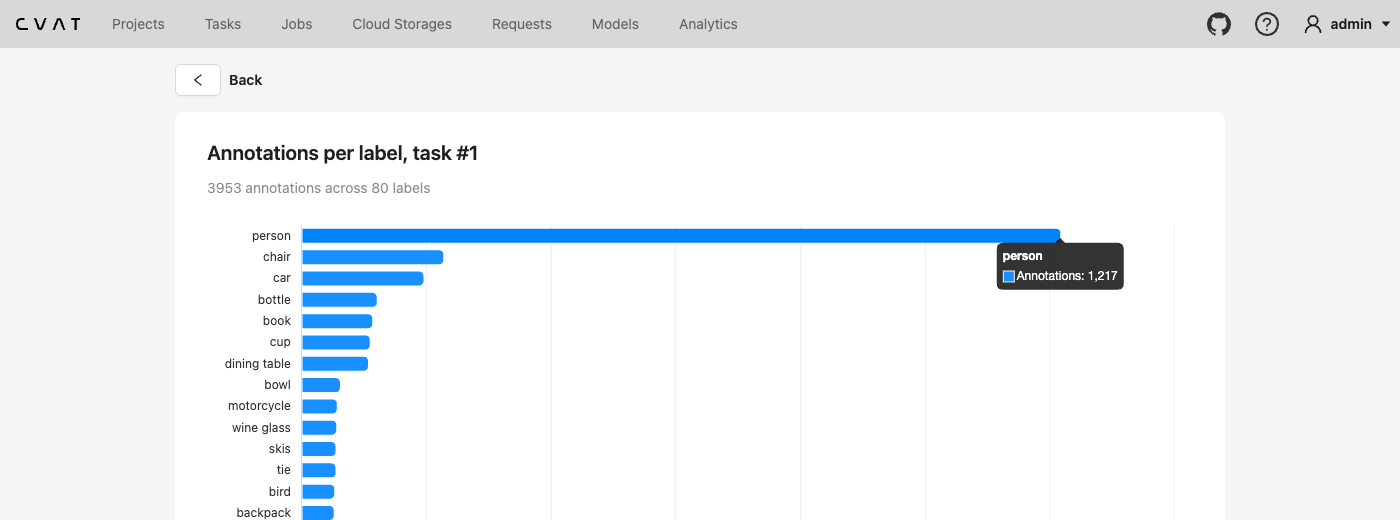 CVAT Projects Tasks Jobs Cloud Storages Requests Models Analytics admin
Back
Annotations per label, task #1
3953 annotations across 80 labels
person
chair
car
bottle
book
cup
dining table
bowl
motorcycle
wine glass
skis
tie
bird
backpack
person
Annotations: 1,217